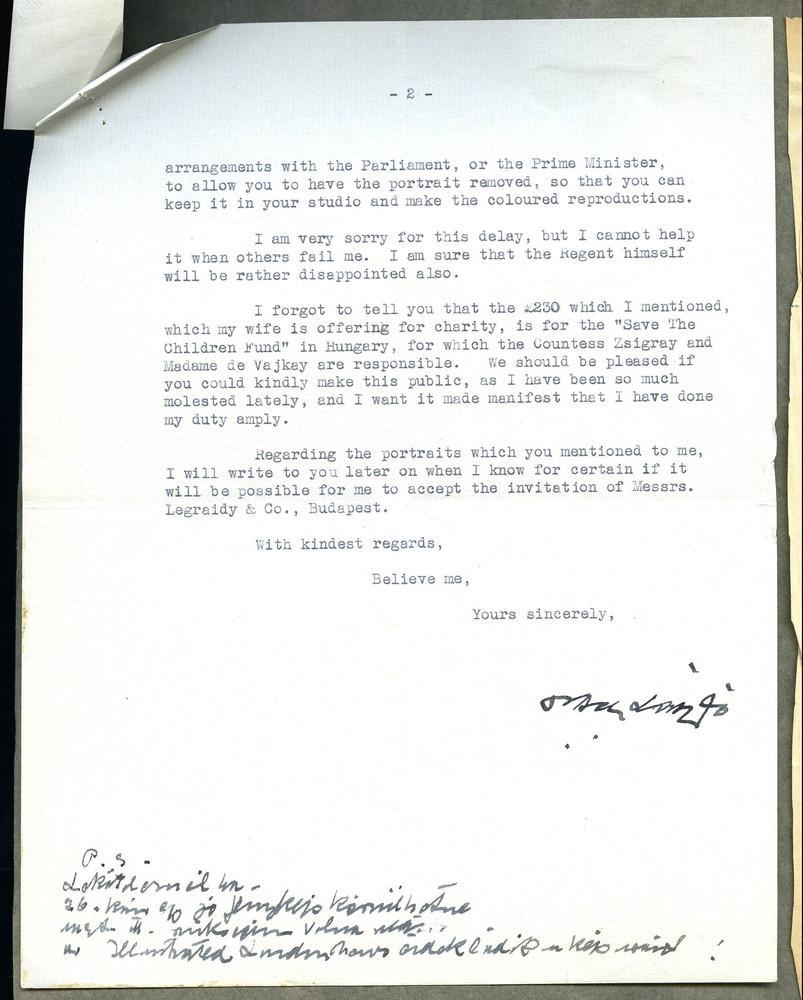 - 2 -
arrangements with the Parliament, or the Prime Minister,
to allow you to have the portrait removed, so that you can
keep it in your studio and make the coloured reproductions.
I am very sorry for this delay, but I cannot help
it when others fail me. I am sure that the Regent himself
will be rather disappointed also.
I forgot to tell you that the £230 which I mentioned,
which my wife is offering for charity, is for the "Save The
Children Fund" in Hungary, for which the Countess Zsigray and
Madame de Vajkay are responsible. We should be pleased if
you could kindly make this public, as I have been so much
molested lately, and I want it made manifest that I have done
my duty amply.
Regarding the portraits which you mentioned to me,
I will write to you later on when I know for certain if it
will be possible for me to accept the invitation of Messrs.
Legraidy & Co., Budapest.
With kindest regards,
Believe me,
Yours sincerely,
László
P. S.
26.
Illustrated London